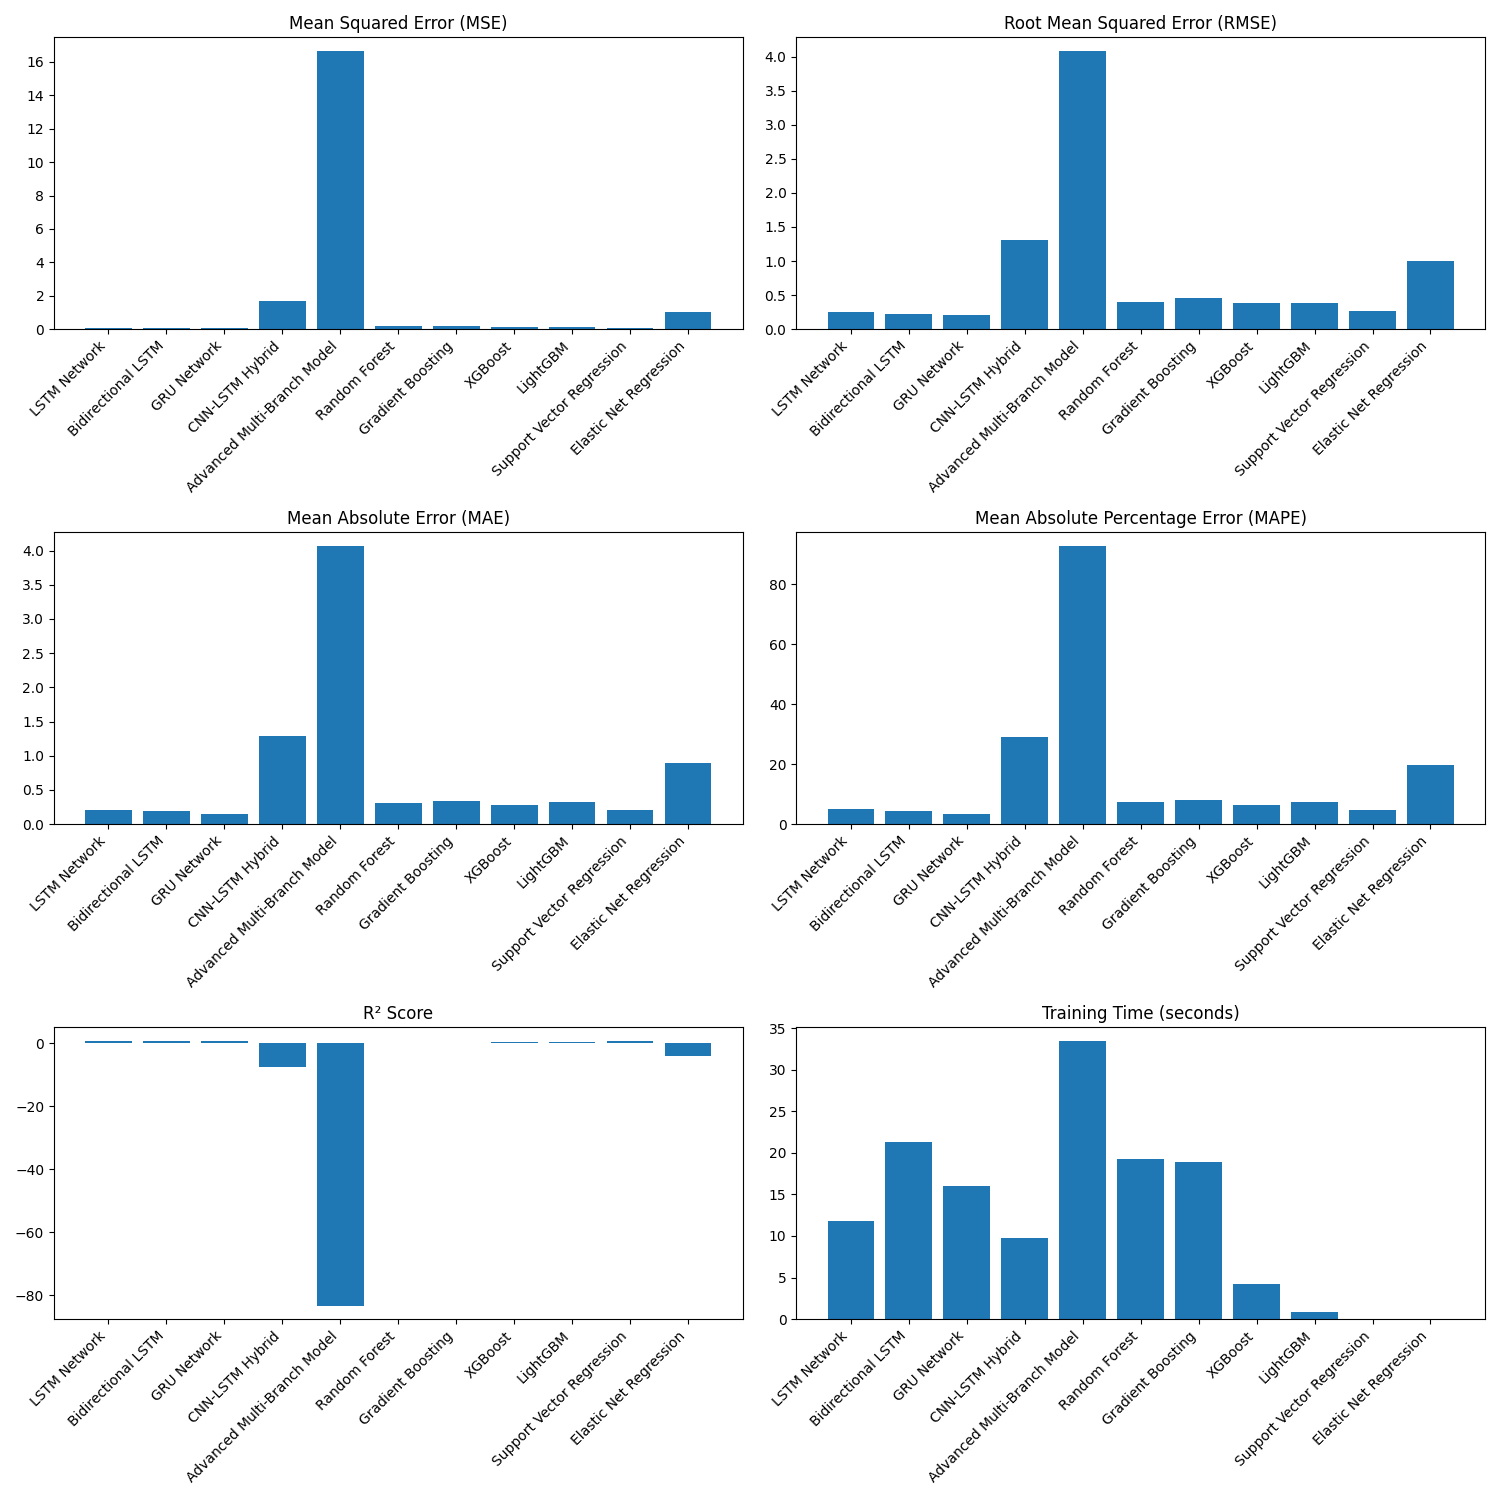 Mean Squared Error (MSE)
16
14
12
10
8
6
4
2
0
LSTM Network
Bidirectional LSTM
GRU Network
CNN-LSTM Hybrid
Advanced Multi-Branch Model
Random Forest
Gradient Boosting
XGBoost
LightGBM
Support Vector Regression
Elastic Net Regression
Root Mean Squared Error (RMSE)
4.0
3.5
3.0
2.5
2.0
1.5
1.0
0.5
0.0
LSTM Network
Bidirectional LSTM
GRU Network
CNN-LSTM Hybrid
Advanced Multi-Branch Model
Random Forest
Gradient Boosting
XGBoost
LightGBM
Support Vector Regression
Elastic Net Regression
Mean Absolute Error (MAE)
4.0
3.5
3.0
2.5
2.0
1.5
1.0
0.5
0.0
LSTM Network
Bidirectional LSTM
GRU Network
CNN-LSTM Hybrid
Advanced Multi-Branch Model
Random Forest
Gradient Boosting
XGBoost
LightGBM
Support Vector Regression
Elastic Net Regression
Mean Absolute Percentage Error (MAPE)
80
60
40
20
0
LSTM Network
Bidirectional LSTM
GRU Network
CNN-LSTM Hybrid
Advanced Multi-Branch Model
Random Forest
Gradient Boosting
XGBoost
LightGBM
Support Vector Regression
Elastic Net Regression
R² Score
0
−20
−40
−60
−80
LSTM Network
Bidirectional LSTM
GRU Network
CNN-LSTM Hybrid
Advanced Multi-Branch Model
Random Forest
Gradient Boosting
XGBoost
LightGBM
Support Vector Regression
Elastic Net Regression
Training Time (seconds)
35
30
25
20
15
10
5
0
LSTM Network
Bidirectional LSTM
GRU Network
CNN-LSTM Hybrid
Advanced Multi-Branch Model
Random Forest
Gradient Boosting
XGBoost
LightGBM
Support Vector Regression
Elastic Net Regression